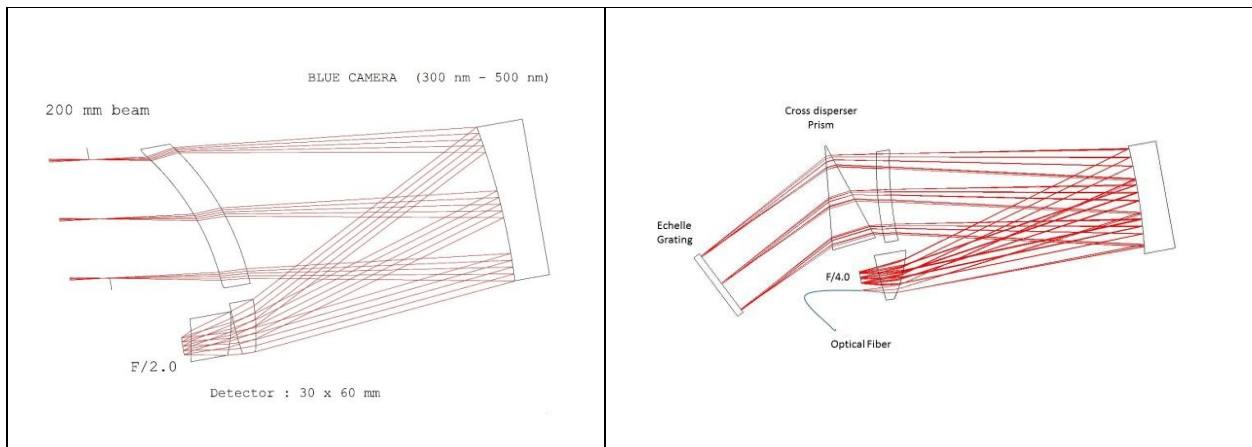 BLUE CAMERA (300 nm - 500 nm)
200 mm beam
F/2.0
Detector : 30 x 60 mm
Cross disperser
Prism
Echelle
Grating
F/4.0
Optical Fiber